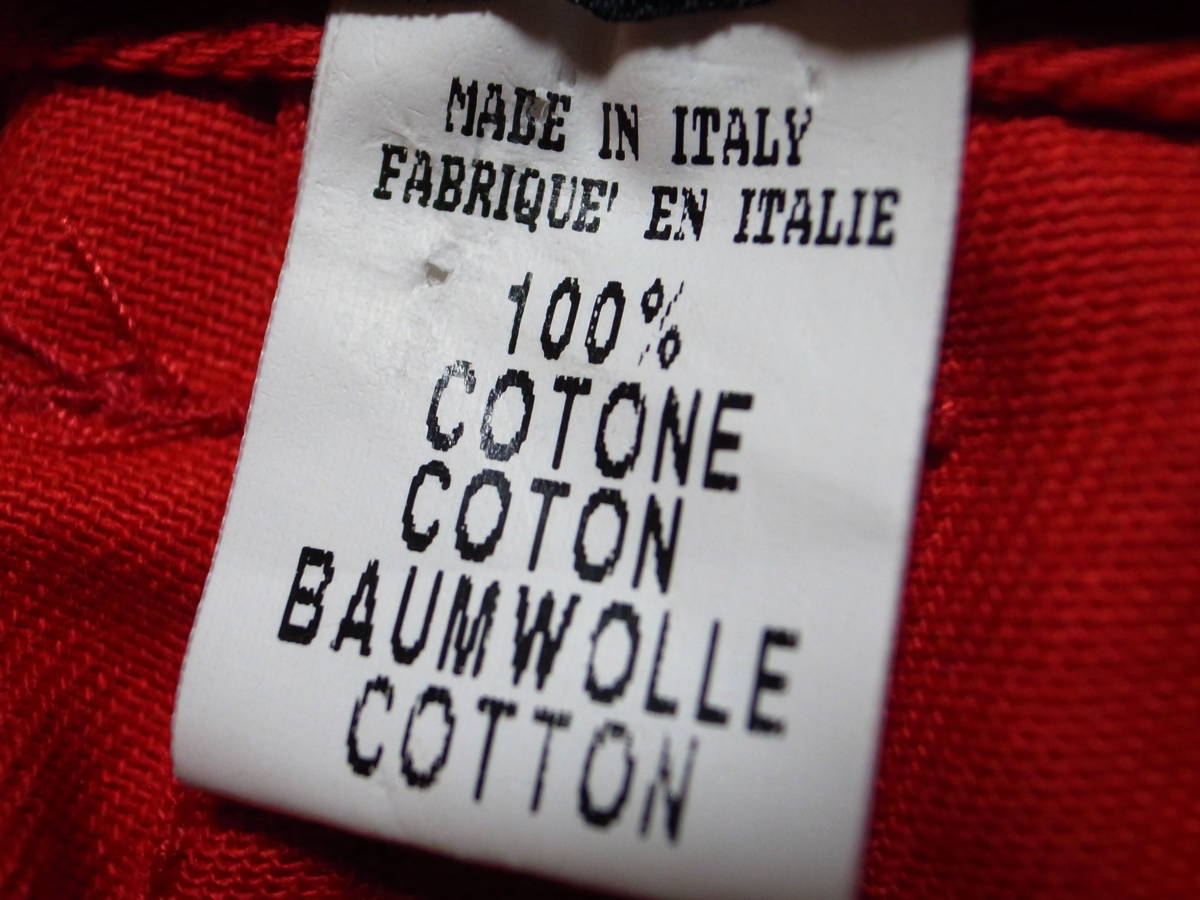 MADE IN ITALY
FABRIQUE' EN ITALIE
100%
COTONE
COTON
BAUMWOLLE
COTTON